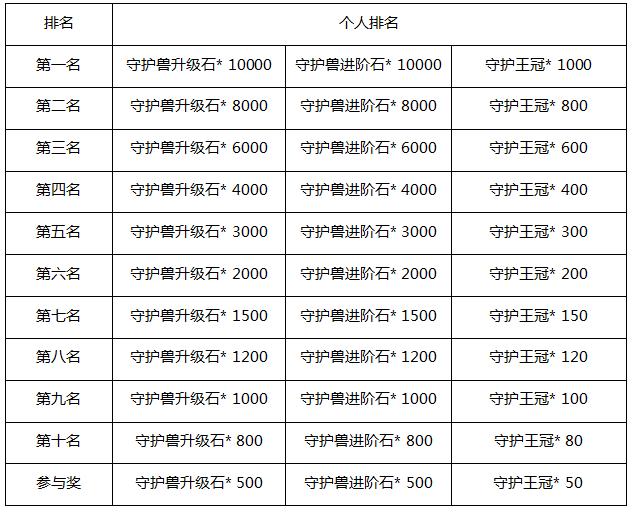 排名 个人排名
第一名 守护兽升级石* 10000 守护兽进阶石* 10000 守护王冠* 1000
第二名 守护兽升级石* 8000 守护兽进阶石* 8000 守护王冠* 800
第三名 守护兽升级石* 6000 守护兽进阶石* 6000 守护王冠* 600
第四名 守护兽升级石* 4000 守护兽进阶石* 4000 守护王冠* 400
第五名 守护兽升级石* 3000 守护兽进阶石* 3000 守护王冠* 300
第六名 守护兽升级石* 2000 守护兽进阶石* 2000 守护王冠* 200
第七名 守护兽升级石* 1500 守护兽进阶石* 1500 守护王冠* 150
第八名 守护兽升级石* 1200 守护兽进阶石* 1200 守护王冠* 120
第九名 守护兽升级石* 1000 守护兽进阶石* 1000 守护王冠* 100
第十名 守护兽升级石* 800 守护兽进阶石* 800 守护王冠* 80
参与奖 守护兽升级石* 500 守护兽进阶石* 500 守护王冠* 50